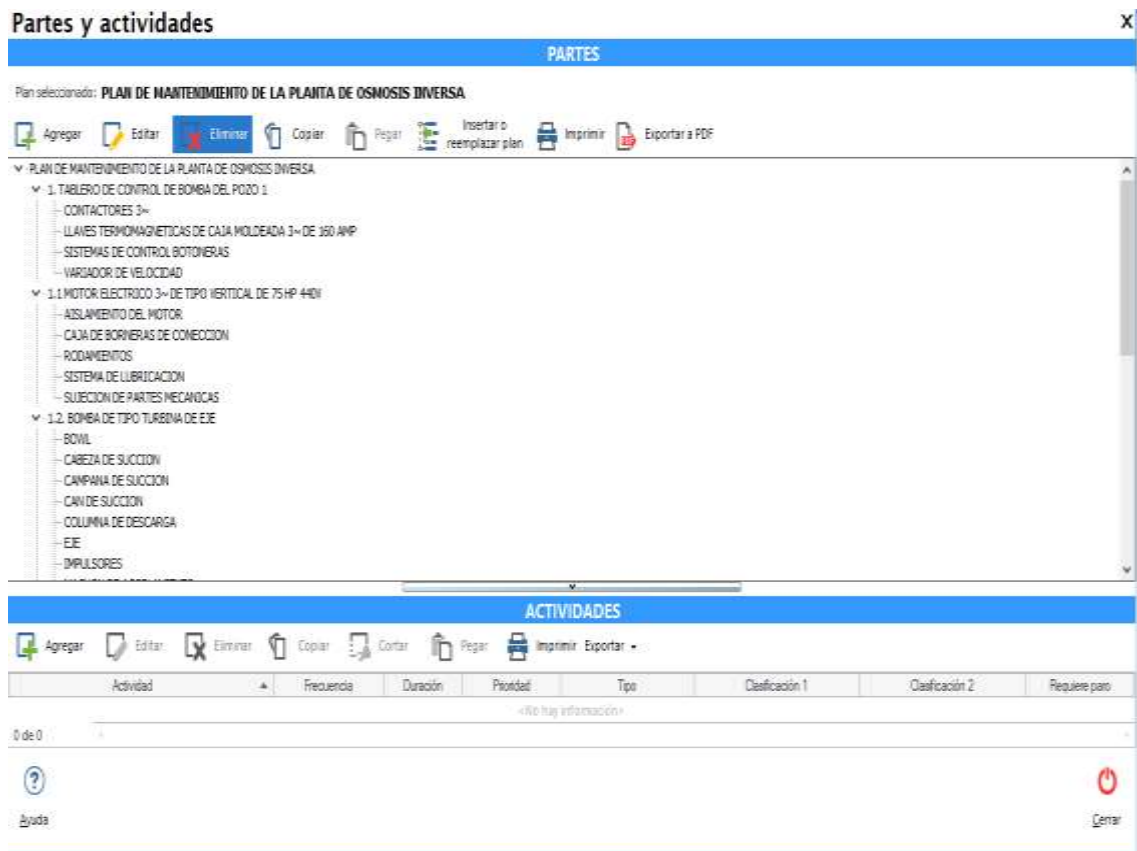 Partes y actividades
X
PARTES
Plan seleccionado: PLAN DE MANTENIMIENTO DE LA PLANTA DE OSMOSIS INVERSA
Agregar Editar Eliminar Copiar Pegar Insertar o reemplazar plan Imprimir Exportar a PDF
PLAN DE MANTENIMIENTO DE LA PLANTA DE OSMOSIS INVERSA
1. TABLERO DE CONTROL DE BOMBA DEL POZO 1
CONTACTORES 3~
LLAVES TERMOMAGNETICAS DE CAJA MOLDEADA 3~ DE 160 AMP
SISTEMAS DE CONTROL BOTONERAS
VARIADOR DE VELOCIDAD
1.1 MOTOR ELECTRICO 3~ DE TIPO VERTICAL DE 75 HP 440V
AISLAMIENTO DEL MOTOR
CAJA DE BORNERAS DE CONECCION
RODAMIENTOS
SISTEMA DE LUBRICACION
SUJECION DE PARTES MECANICAS
1.2. BOMBA DE TIPO TURBINA DE EJE
BOWL
CABEZA DE SUCCION
CAMPANA DE SUCCION
CAN DE SUCCION
COLUMNA DE DESCARGA
EJE
IMPULSORES
ACTIVIDADES
Agregar Editar Eliminar Copiar Cortar Pegar Imprimir Exportar
Actividad Frecuencia Duración Prioridad Tipo Clasificación 1 Clasificación 2 Requiere paro
<No hay información>
0 de 0
Ayuda Cerrar